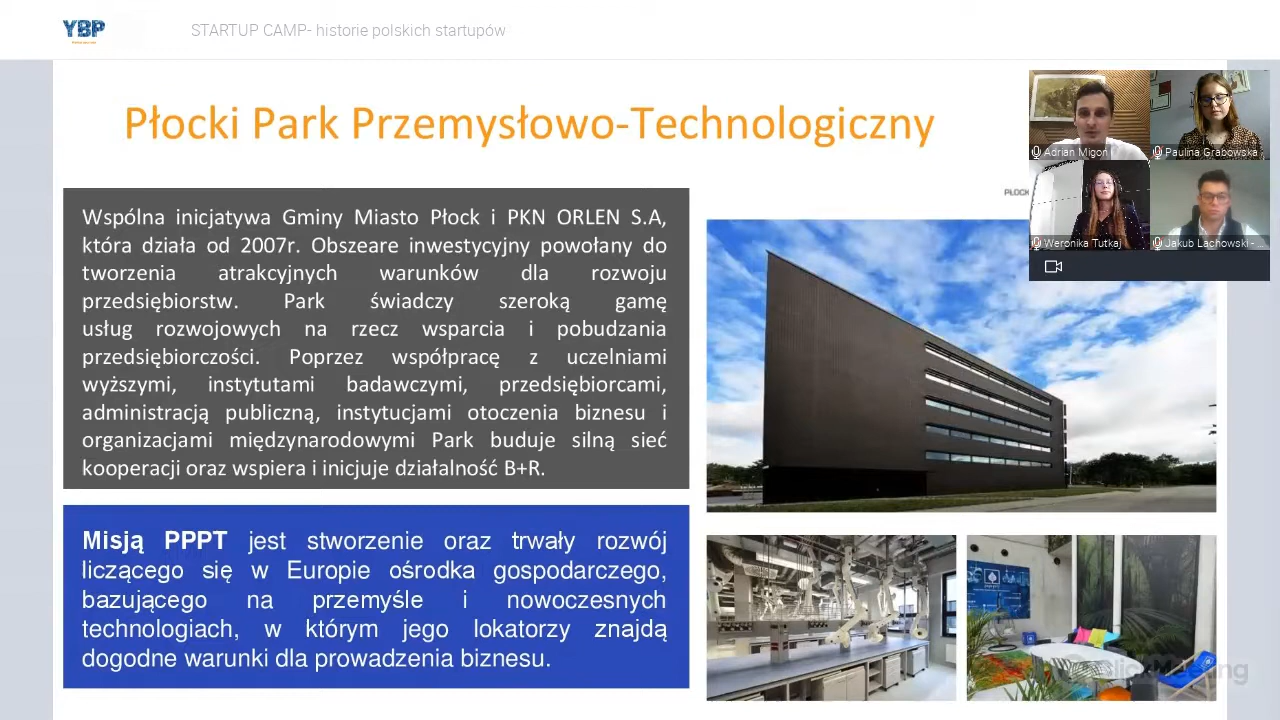 YBP
STARTUP CAMP- historie polskich startupów
Płocki Park Przemysłowo-Technologiczny
Wspólna inicjatywa Gminy Miasto Płock i PKN ORLEN S.A,
która działa od 2007r. Obszeare inwestycyjny powołany do
tworzenia atrakcyjnych warunków dla rozwoju
przedsiębiorstw. Park świadczy szeroką gamę
usług rozwojowych na rzecz wsparcia i pobudzania
przedsiębiorczości. Poprzez współpracę z uczelniami
wyższymi, instytutami badawczymi, przedsiębiorcami,
administracją publiczną, instytucjami otoczenia biznesu i
organizacjami międzynarodowymi Park buduje silną sieć
kooperacji oraz wspiera i inicjuje działalność B+R.
Misją PPPT jest stworzenie oraz trwały rozwój
liczącego się w Europie ośrodka gospodarczego,
bazującego na przemyśle i nowoczesnych
technologiach, w którym jego lokatorzy znajdą
dogodne warunki dla prowadzenia biznesu.
PŁOCK
Adrian Migoń
Paulina Grabowska
Weronika Tutkaj
Jakub Lachowski - ...
ClickMeeting